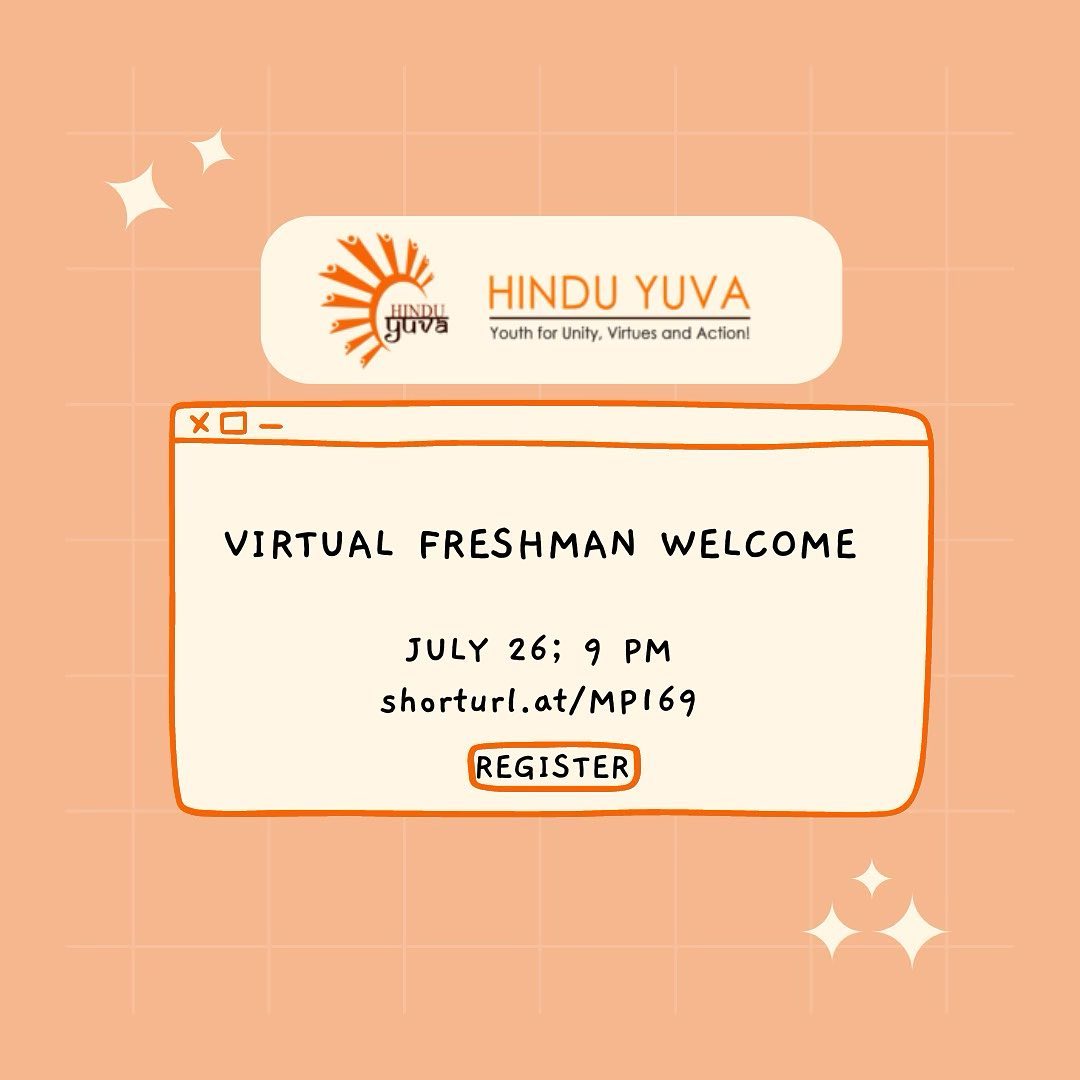 HINDU
yuva
HINDU YUVA
Youth for Unity, Virtues and Action!
VIRTUAL FRESHMAN WELCOME
JULY 26; 9 PM
shorturl.at/MP169
REGISTER